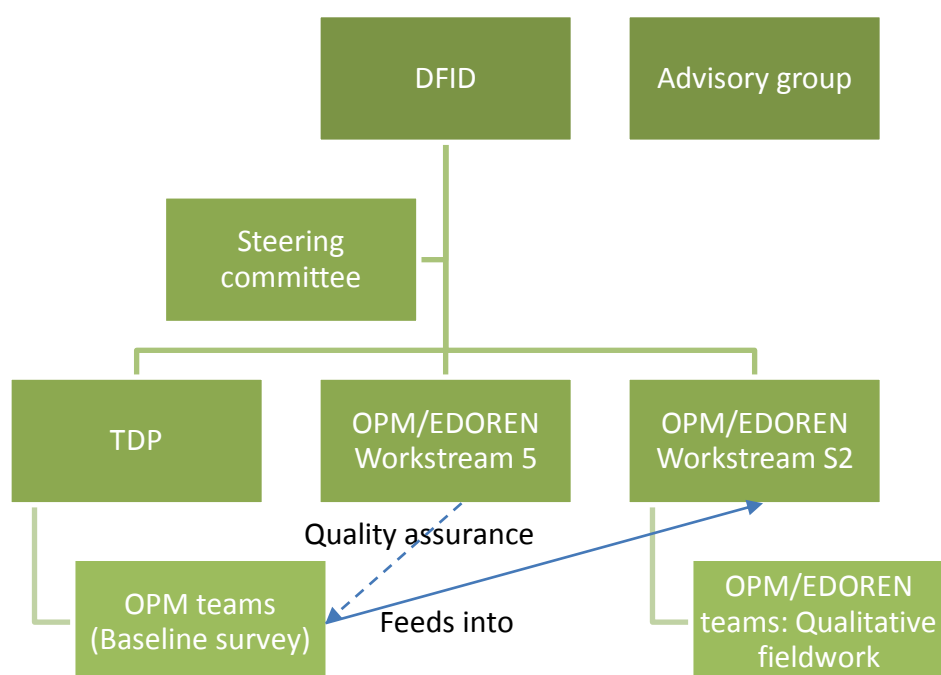 DFID
Advisory group
Steering
committee
TDP
OPM/EDOREN
Workstream 5
OPM/EDOREN
Workstream S2
Quality assurance
OPM teams
(Baseline survey)
Feeds into
OPM/EDOREN
teams: Qualitative
fieldwork